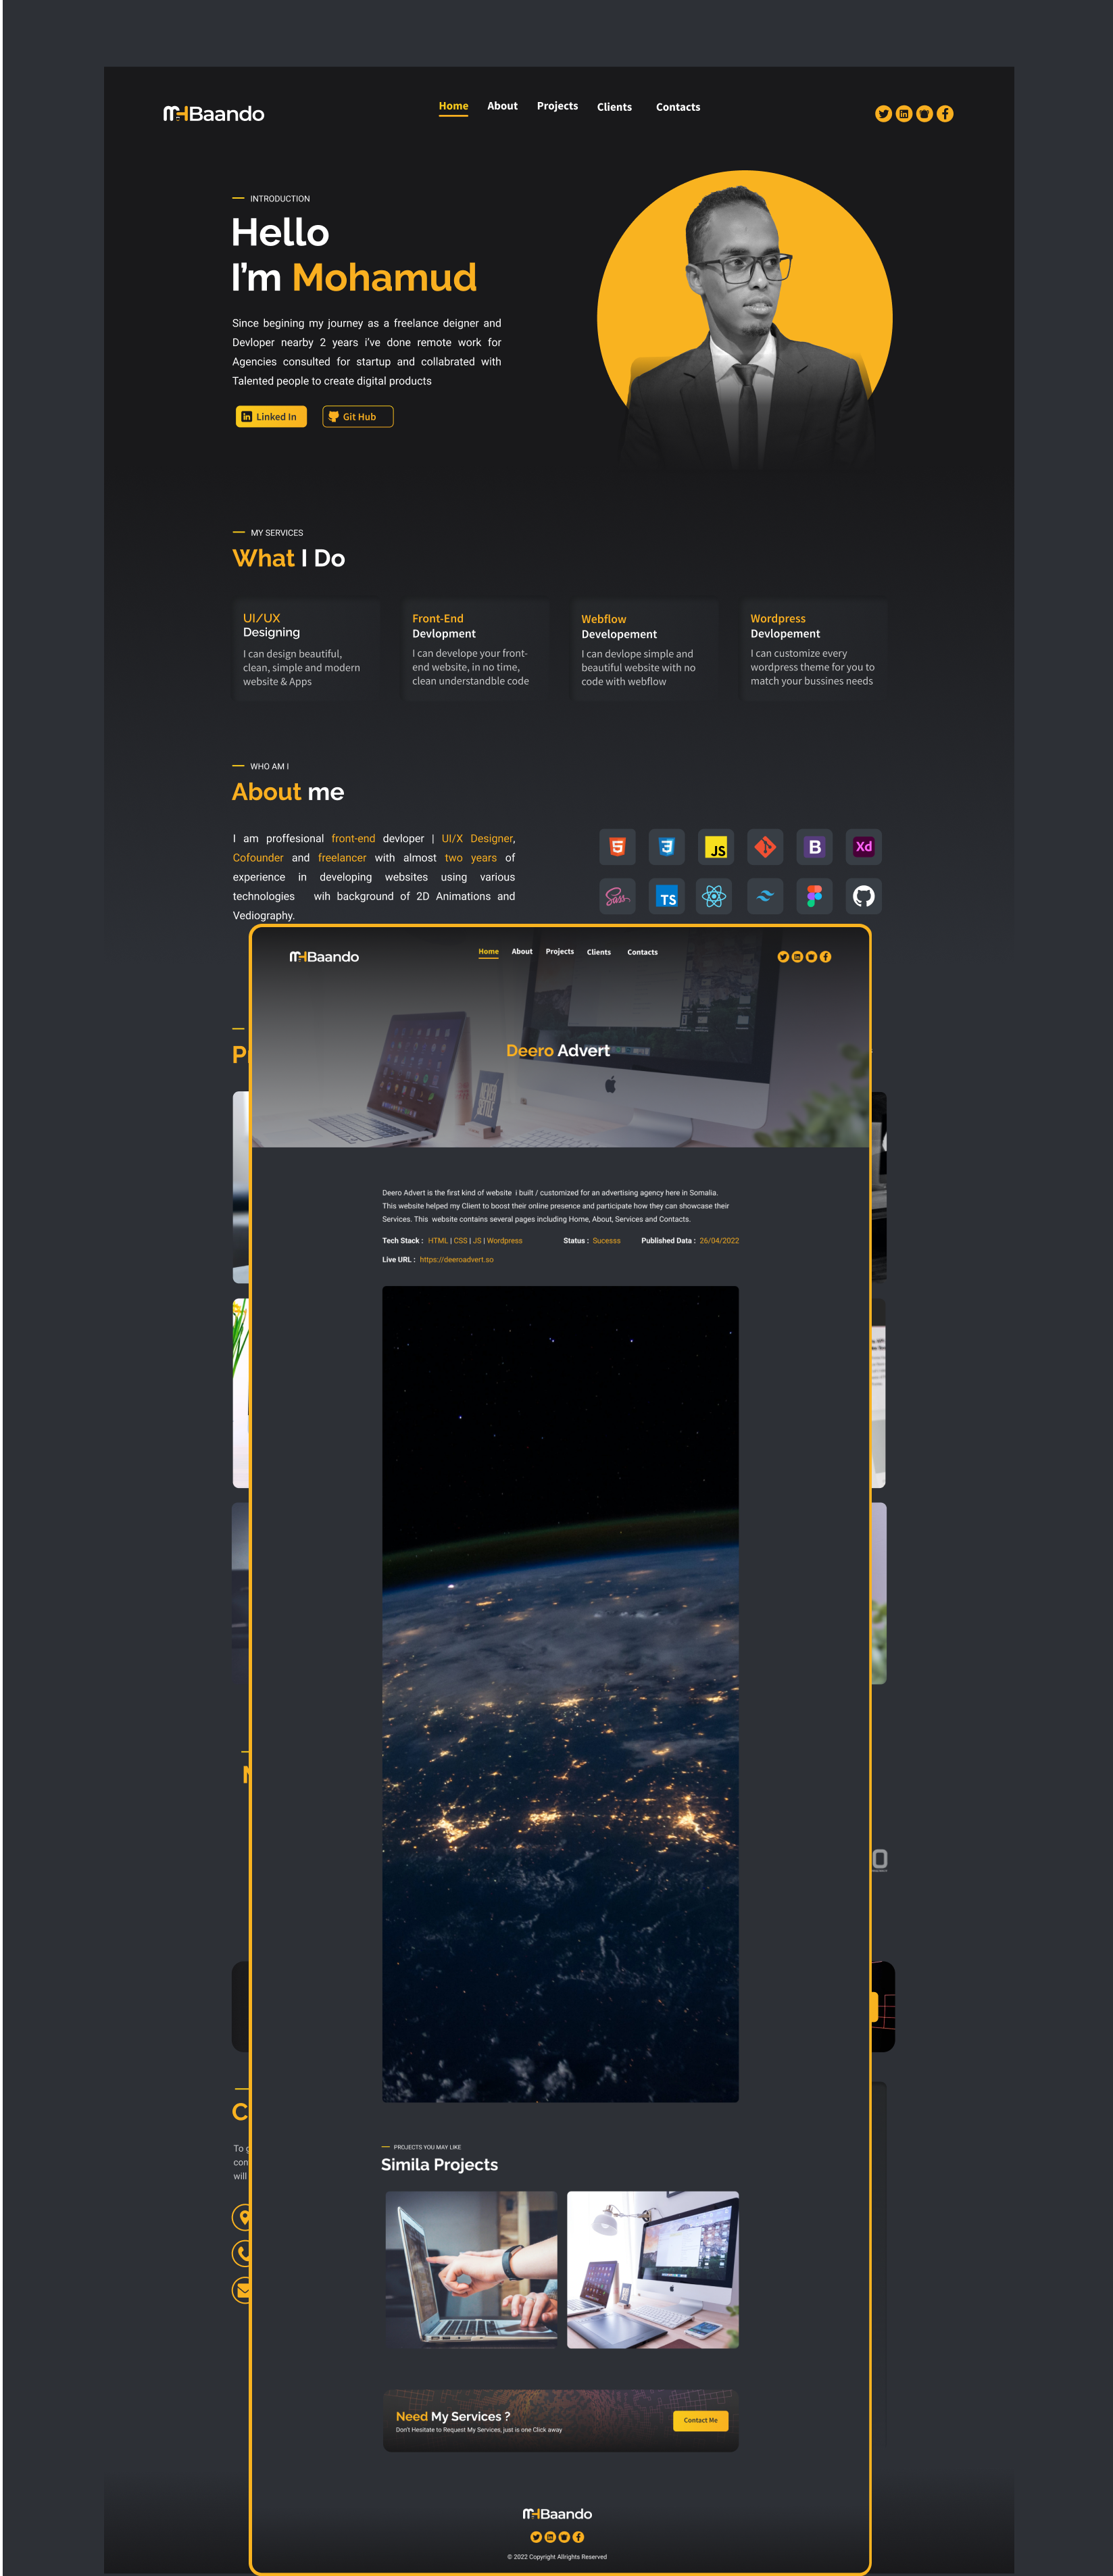 MHBaando
Home About Projects Clients Contacts
INTRODUCTION
Hello
I'm Mohamud
Since begining my journey as a freelance deigner and
Devloper nearby 2 years i've done remote work for
Agencies consulted for startup and collabrated with
Talented people to create digital products
Linked In
Git Hub
MY SERVICES
What I Do
UI/UX
Designing
I can design beautiful,
clean, simple and modern
website & Apps
Front-End
Devlopment
I can develope your front-
end website, in no time,
clean understandble code
Webflow
Developement
I can devlope simple and
beautiful website with no
code with webflow
Wordpress
Devlopement
I can customize every
wordpress theme for you to
match your bussines needs
WHO AM I
About me
I am proffesional front-end devloper | UI/X Designer,
Cofounder and freelancer with almost two years of
experience in developing websites using various
technologies wih background of 2D Animations and
Vediography.
JS
B
Xd
Sass
TS
MHBaando
Home About Projects Clients Contacts
Deero Advert
Deero Advert is the first kind of website i built / customized for an advertising agency here in Somalia.
This website helped my Client to boost their online presence and participate how they can showcase their
Services. This website contains several pages including Home, About, Services and Contacts.
Tech Stack : HTML | CSS | JS | Wordpress Status : Sucesss Published Data : 26/04/2022
Live URL : https://deeroadvert.so
To
con
will
PROJECTS YOU MAY LIKE
Simila Projects
Need My Services ?
Don't Hesitate to Request My Services, just is one Click away
Contact Me
MHBaando
© 2022 Copyright Allrights Reserved